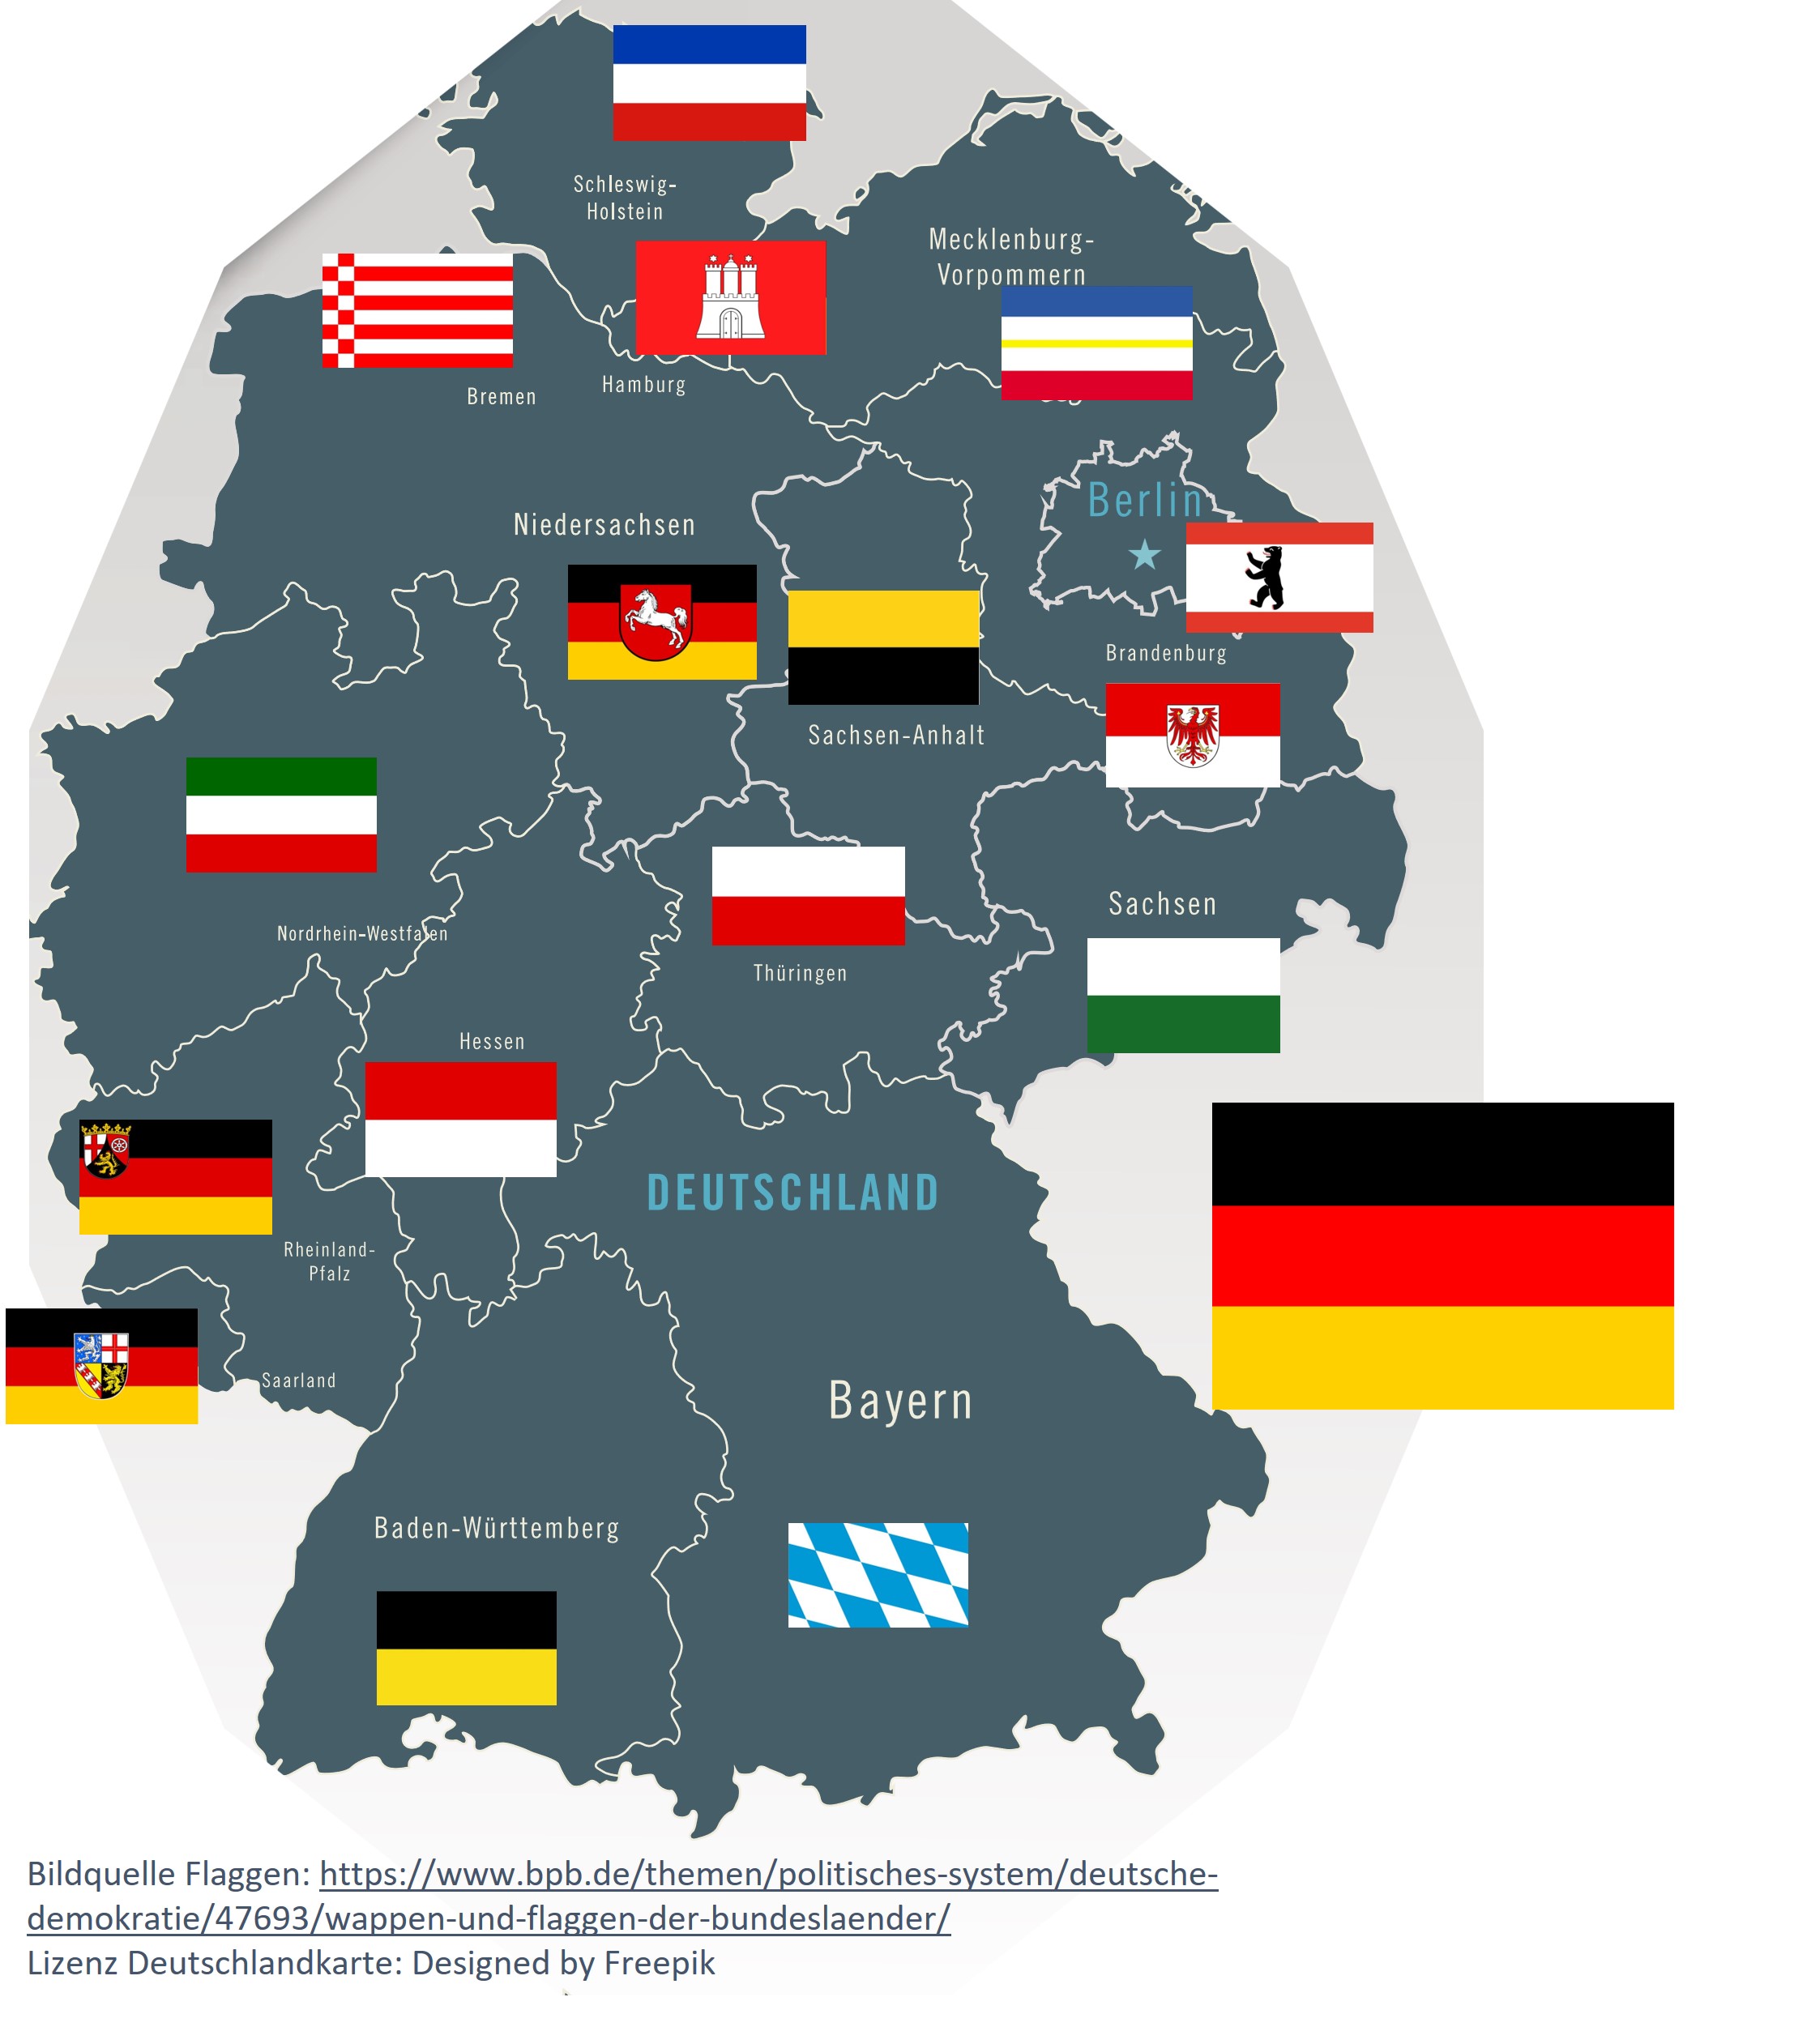 Schleswig-
Holstein
Mecklenburg-
Vorpommern
Bremen
Hamburg
Berlin
Niedersachsen
Brandenburg
Sachsen-Anhalt
Sachsen
Nordrhein-Westfalen
Thüringen
Hessen
DEUTSCHLAND
Rheinland-
Pfalz
Saarland
Bayern
Baden-Württemberg
Bildquelle Flaggen: https://www.bpb.de/themen/politisches-system/deutsche-
demokratie/47693/wappen-und-flaggen-der-bundeslaender/
Lizenz Deutschlandkarte: Designed by Freepik